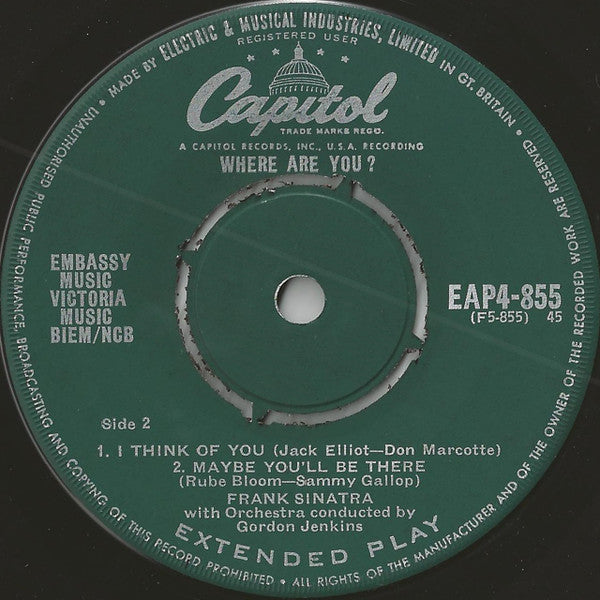 MADE BY ELECTRIC & MUSICAL INDUSTRIES, LIMITED IN GT. BRITAIN •
REGISTERED USER
Capitol
TRADE MARKS REGD.
A CAPITOL RECORDS, INC., U.S.A. RECORDING
WHERE ARE YOU?
EMBASSY
MUSIC
VICTORIA
MUSIC
BIEM/NCB
EAP4-855
(F5-855) 45
Side 2
1. I THINK OF YOU (Jack Elliot—Don Marcotte)
2. MAYBE YOU'LL BE THERE
(Rube Bloom—Sammy Gallop)
FRANK SINATRA
with Orchestra conducted by
Gordon Jenkins
EXTENDED PLAY
UNAUTHORISED PUBLIC PERFORMANCE, BROADCASTING AND COPYING OF THIS RECORD PROHIBITED • ALL RIGHTS OF THE MANUFACTURER AND OF THE OWNER OF THE RECORDED WORK ARE RESERVED.